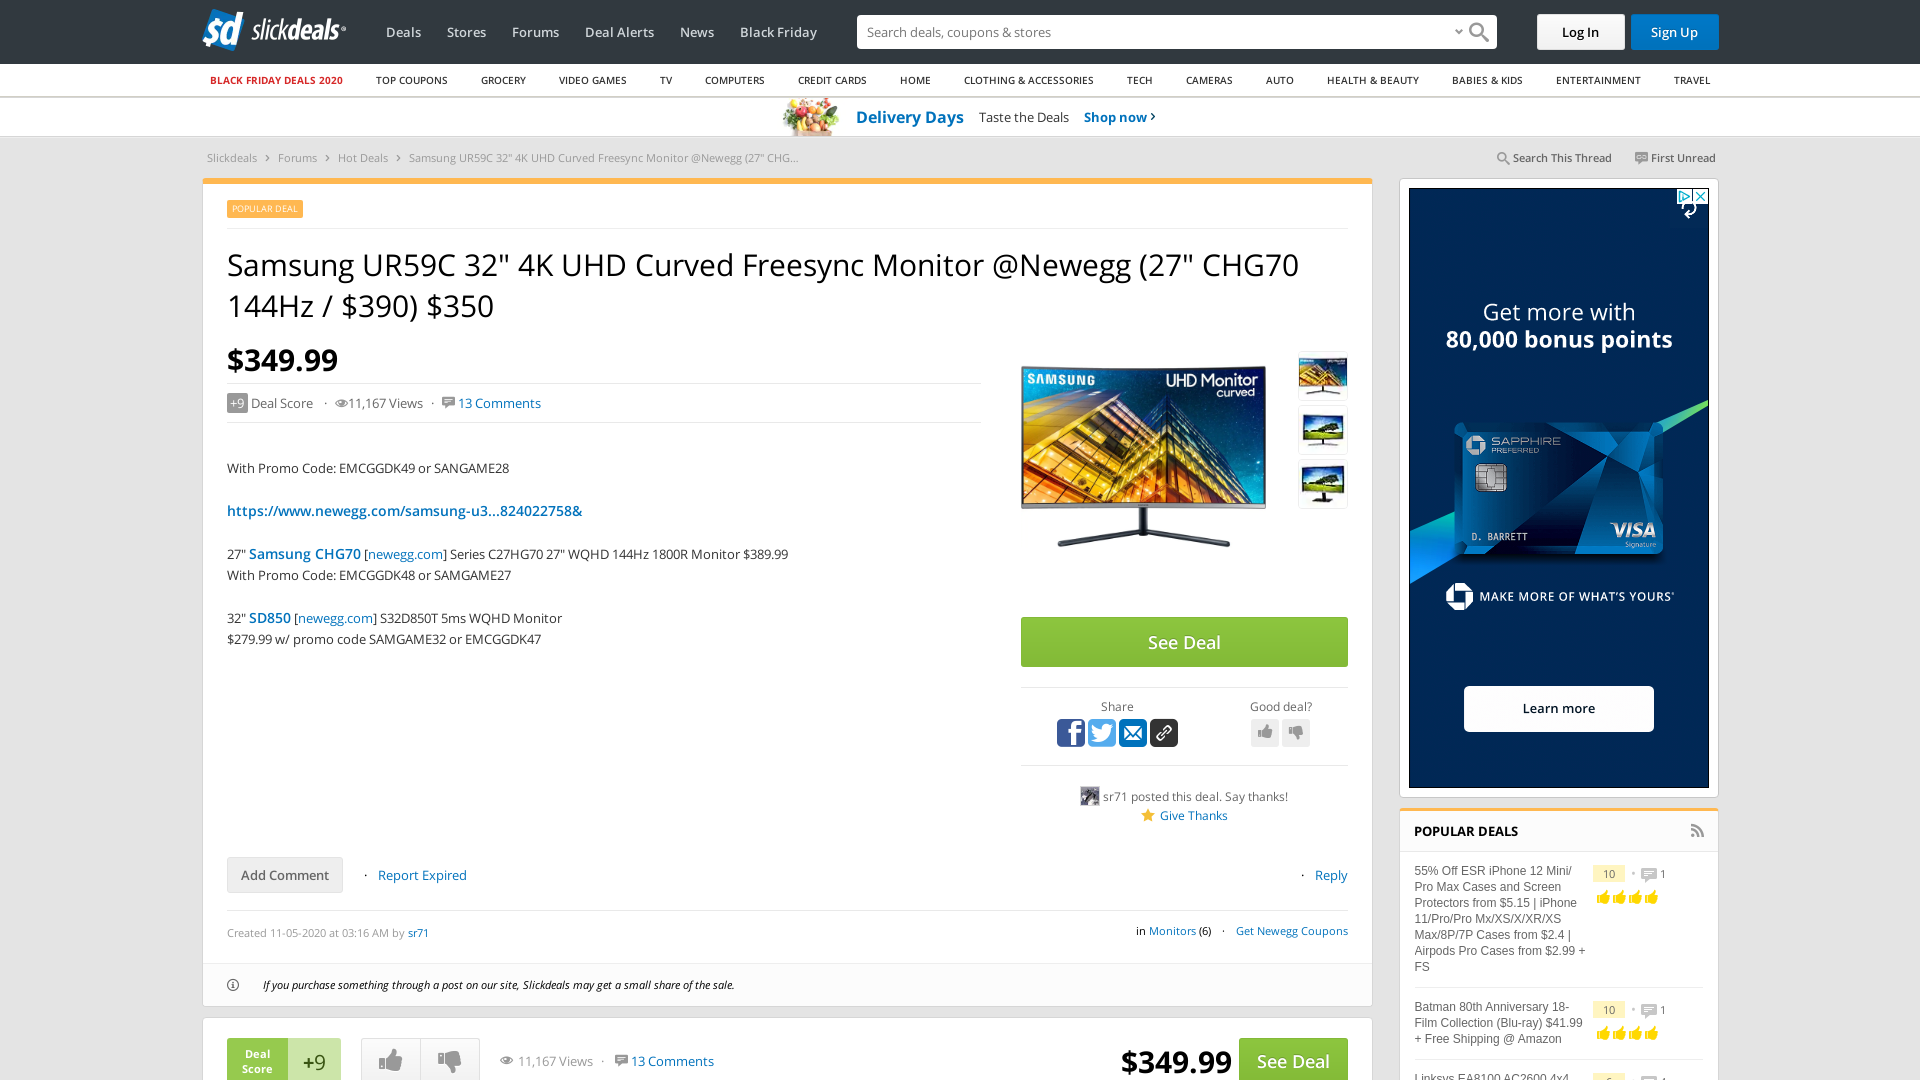 slickdeals
Deals
Stores
Forums
Deal Alerts
News
Black Friday
Search deals, coupons & stores
Log In
Sign Up
BLACK FRIDAY DEALS 2020
TOP COUPONS
GROCERY
VIDEO GAMES
TV
COMPUTERS
CREDIT CARDS
HOME
CLOTHING & ACCESSORIES
TECH
CAMERAS
AUTO
HEALTH & BEAUTY
BABIES & KIDS
ENTERTAINMENT
TRAVEL
Delivery Days Taste the Deals Shop now ›
Slickdeals › Forums › Hot Deals › Samsung UR59C 32" 4K UHD Curved Freesync Monitor @Newegg (27" CHG...
Search This Thread
First Unread
POPULAR DEAL
Samsung UR59C 32" 4K UHD Curved Freesync Monitor @Newegg (27" CHG70
144Hz / $390) $350
$349.99
+9 Deal Score · 11,167 Views · 13 Comments
With Promo Code: EMCGGDK49 or SANGAME28
https://www.newegg.com/samsung-u3...824022758&
27" Samsung CHG70 [newegg.com] Series C27HG70 27" WQHD 144Hz 1800R Monitor $389.99
With Promo Code: EMCGGDK48 or SAMGAME27
32" SD850 [newegg.com] S32D850T 5ms WQHD Monitor
$279.99 w/ promo code SAMGAME32 or EMCGGDK47
SAMSUNG
UHD Monitor
curved
See Deal
Share
Good deal?
sr71 posted this deal. Say thanks!
Give Thanks
Add Comment
· Report Expired
· Reply
Created 11-05-2020 at 03:16 AM by sr71
in Monitors (6) · Get Newegg Coupons
If you purchase something through a post on our site, Slickdeals may get a small share of the sale.
Deal
Score
+9
11,167 Views · 13 Comments
$349.99
See Deal
Get more with
80,000 bonus points
SAPPHIRE
PREFERRED
D. BARRETT
VISA
Signature
MAKE MORE OF WHAT'S YOURS
Learn more
POPULAR DEALS
55% Off ESR iPhone 12 Mini/
Pro Max Cases and Screen
Protectors from $5.15 | iPhone
11/Pro/Pro Mx/XS/X/XR/XS
Max/8P/7P Cases from $2.4 |
Airpods Pro Cases from $2.99 +
FS
10 • 1
Batman 80th Anniversary 18-
Film Collection (Blu-ray) $41.99
+ Free Shipping @ Amazon
10 • 1
Linksys EA8100 AC2600 4x4